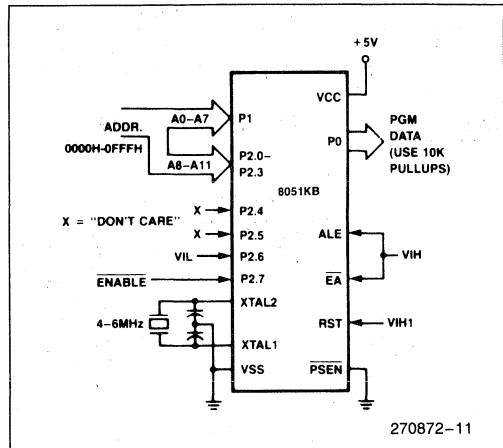 +5V
VCC
PGM
DATA
(USE 10K
PULLUPS)
P0
A0-A7
P1
ADDR.
0000H-0FFFH
A8-A11
P2.0-
P2.3
8051KB
X
P2.4
X = "DON'T CARE"
X
P2.5
VIL
P2.6
ENABLE
P2.7
ALE
VIH
EA
XTAL2
4-6MHz
XTAL1
RST
VIH1
VSS
PSEN
270872-11